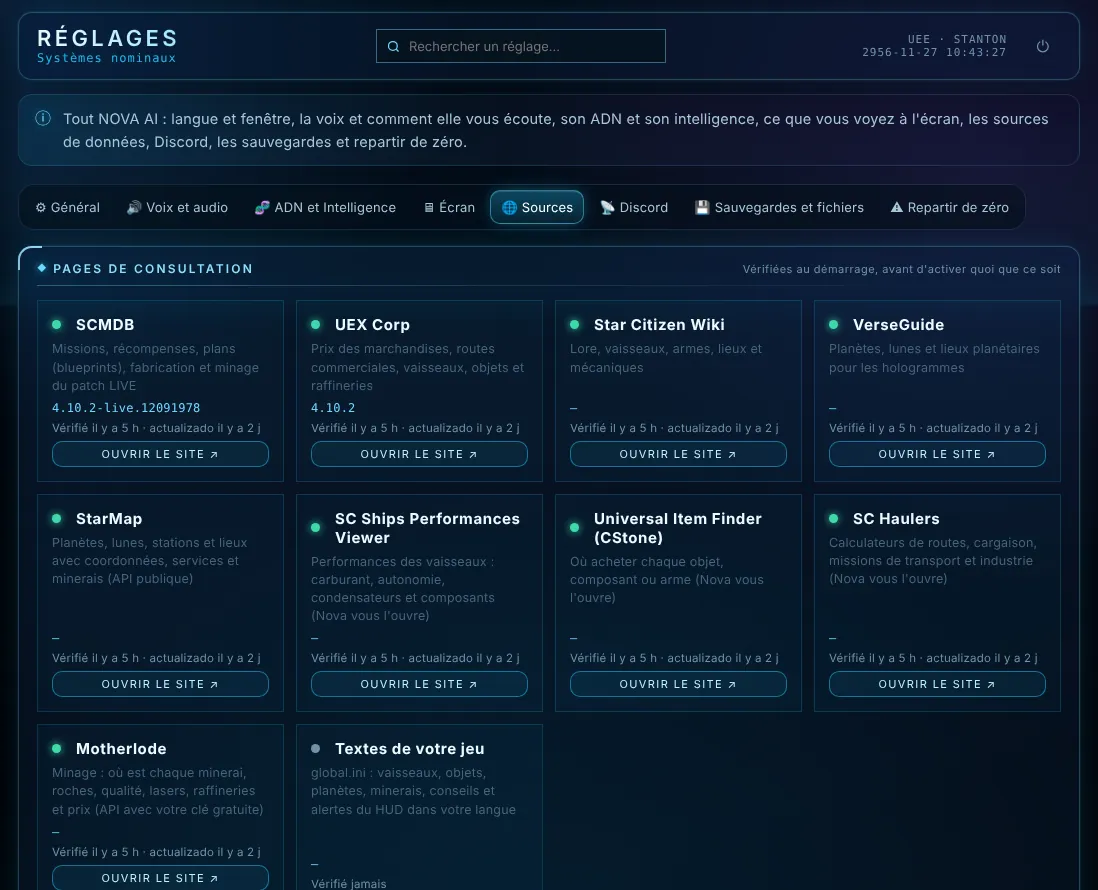 RÉGLAGES
Systèmes nominaux
Rechercher un réglage...
UEE · STANTON
2956-11-27 10:43:27
Tout NOVA AI : langue et fenêtre, la voix et comment elle vous écoute, son ADN et son intelligence, ce que vous voyez à l'écran, les sources
de données, Discord, les sauvegardes et repartir de zéro.
Général
Voix et audio
ADN et Intelligence
Écran
Sources
Discord
Sauvegardes et fichiers
Repartir de zéro
PAGES DE CONSULTATION
Vérifiées au démarrage, avant d'activer quoi que ce soit
SCMDB
Missions, récompenses, plans
(blueprints), fabrication et minage
du patch LIVE
4.10.2-live.12091978
Vérifié il y a 5 h · actualizado il y a 2 j
OUVRIR LE SITE ↗
UEX Corp
Prix des marchandises, routes
commerciales, vaisseaux, objets et
raffineries
4.10.2
Vérifié il y a 5 h · actualizado il y a 2 j
OUVRIR LE SITE ↗
Star Citizen Wiki
Lore, vaisseaux, armes, lieux et
mécaniques
—
Vérifié il y a 5 h · actualizado il y a 2 j
OUVRIR LE SITE ↗
VerseGuide
Planètes, lunes et lieux planétaires
pour les hologrammes
—
Vérifié il y a 5 h · actualizado il y a 2 j
OUVRIR LE SITE ↗
StarMap
Planètes, lunes, stations et lieux
avec coordonnées, services et
minerais (API publique)
—
Vérifié il y a 5 h · actualizado il y a 2 j
OUVRIR LE SITE ↗
SC Ships Performances
Viewer
Performances des vaisseaux :
carburant, autonomie,
condensateurs et composants
(Nova vous l'ouvre)
—
Vérifié il y a 5 h · actualizado il y a 2 j
OUVRIR LE SITE ↗
Universal Item Finder
(CStone)
Où acheter chaque objet,
composant ou arme (Nova vous
l'ouvre)
—
Vérifié il y a 5 h · actualizado il y a 2 j
OUVRIR LE SITE ↗
SC Haulers
Calculateurs de routes, cargaison,
missions de transport et industrie
(Nova vous l'ouvre)
—
Vérifié il y a 5 h · actualizado il y a 2 j
OUVRIR LE SITE ↗
Motherlode
Minage : où est chaque minerai,
roches, qualité, lasers, raffineries
et prix (API avec votre clé gratuite)
—
Vérifié il y a 5 h · actualizado il y a 2 j
OUVRIR LE SITE ↗
Textes de votre jeu
global.ini : vaisseaux, objets,
planètes, minerais, conseils et
alertes du HUD dans votre langue
—
Vérifié jamais